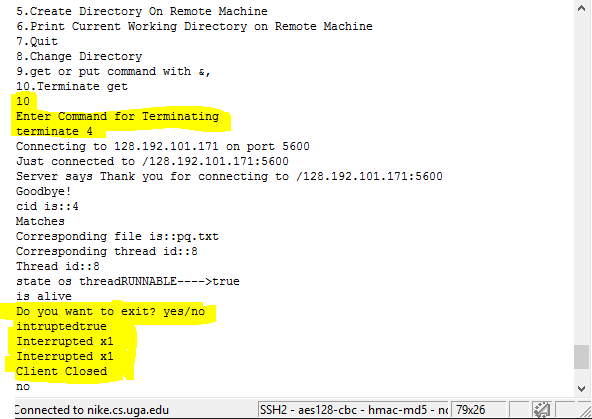 5.Create Directory On Remote Machine
6.Print Current Working Directory on Remote Machine
7.Quit
8.Change Directory
9.get or put command with &,
10.Terminate get
10
Enter Command for Terminating
terminate 4
Connecting to 128.192.101.171 on port 5600
Just connected to /128.192.101.171:5600
Server says Thank you for connecting to /128.192.101.171:5600
Goodbye!
cid is::4
Matches
Corresponding file is::pq.txt
Corresponding thread id::8
Thread id::8
state os threadRUNNABLE---->true
is alive
Do you want to exit? yes/no
intruptedtrue
Interrupted x1
Interrupted x1
Client Closed
no
Connected to nike.cs.uga.edu SSH2 - aes128-cbc - hmac-md5 - no 79x26